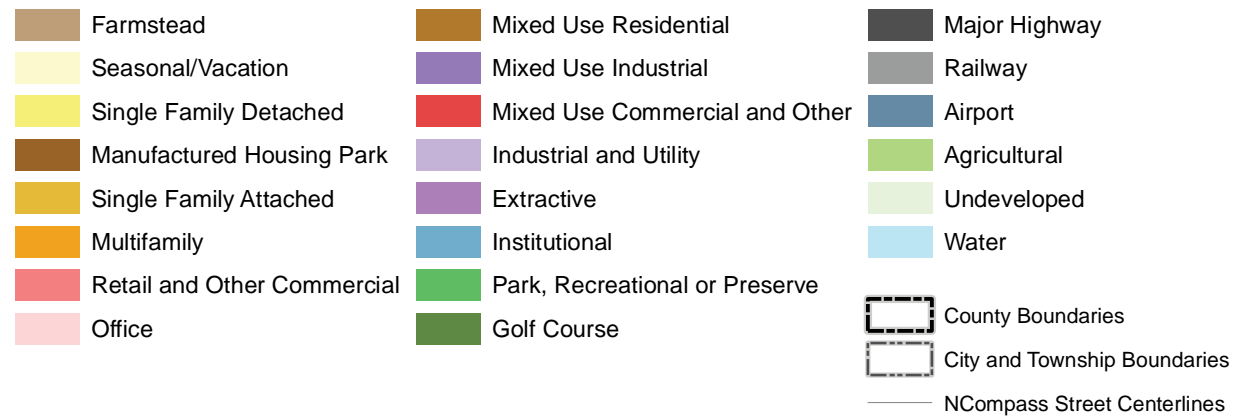 Farmstead
Seasonal/Vacation
Single Family Detached
Manufactured Housing Park
Single Family Attached
Multifamily
Retail and Other Commercial
Office
Mixed Use Residential
Mixed Use Industrial
Mixed Use Commercial and Other
Industrial and Utility
Extractive
Institutional
Park, Recreational or Preserve
Golf Course
Major Highway
Railway
Airport
Agricultural
Undeveloped
Water
County Boundaries
City and Township Boundaries
NCompass Street Centerlines